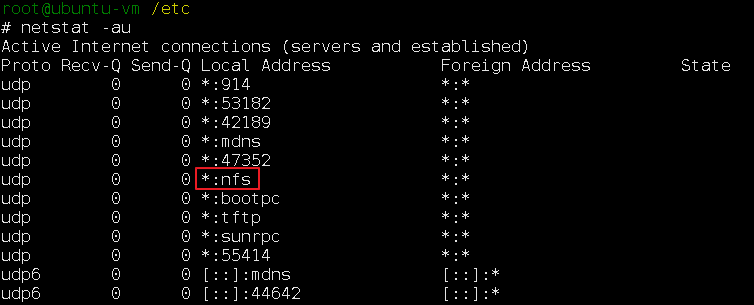 root@ubuntu-vm /etc
# netstat -au
Active Internet connections (servers and established)
Proto Recv-Q Send-Q Local Address           Foreign Address         State
udp        0      0 *:914                   *:*
udp        0      0 *:53182                 *:*
udp        0      0 *:42189                 *:*
udp        0      0 *:mdns                  *:*
udp        0      0 *:47352                 *:*
udp        0      0 *:nfs                   *:*
udp        0      0 *:bootpc                *:*
udp        0      0 *:tftp                  *:*
udp        0      0 *:sunrpc                *:*
udp        0      0 *:55414                 *:*
udp6       0      0 [::]:mdns               [::]:*
udp6       0      0 [::]:44642              [::]:*